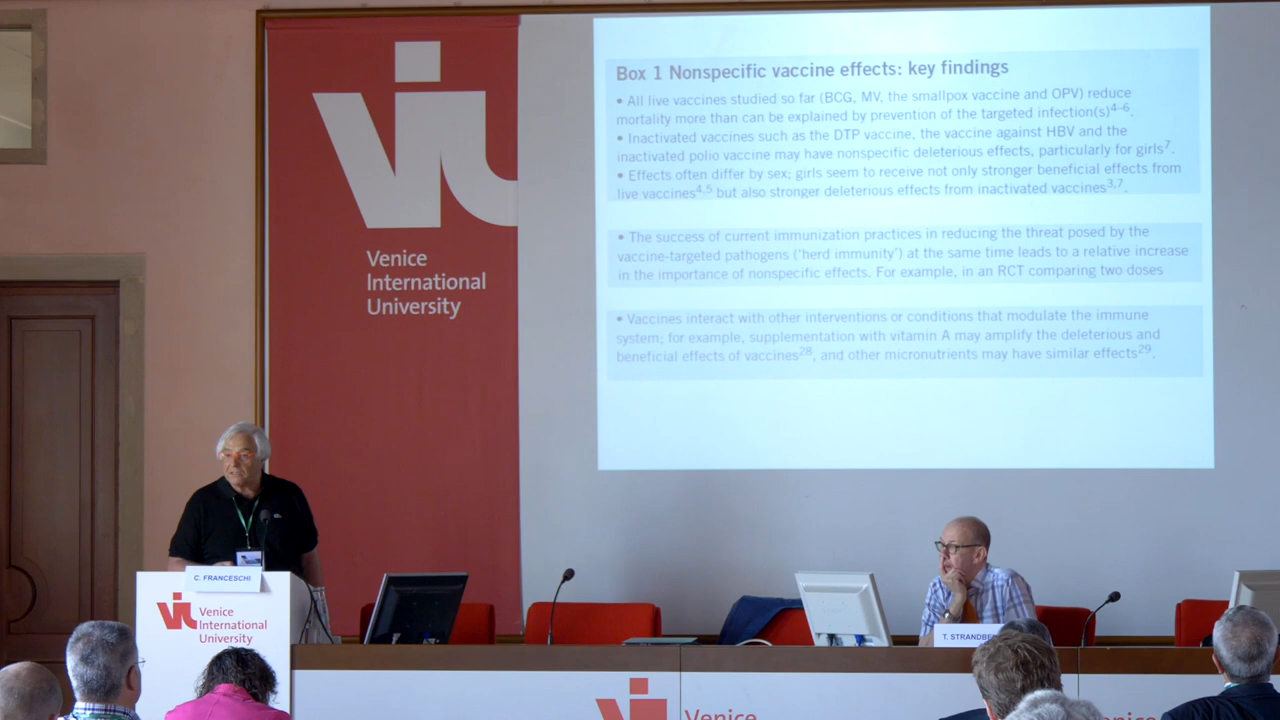 Box 1 Nonspecific vaccine effects: key findings
• All live vaccines studied so far (BCG, MV, the smallpox vaccine and OPV) reduce
mortality more than can be explained by prevention of the targeted infection(s)4–6.
• Inactivated vaccines such as the DTP vaccine, the vaccine against HBV and the
inactivated polio vaccine may have nonspecific deleterious effects, particularly for girls7.
• Effects often differ by sex; girls seem to receive not only stronger beneficial effects from
live vaccines4,5 but also stronger deleterious effects from inactivated vaccines3,7.
• The success of current immunization practices in reducing the threat posed by the
vaccine-targeted pathogens (‘herd immunity’) at the same time leads to a relative increase
in the importance of nonspecific effects. For example, in an RCT comparing two doses
• Vaccines interact with other interventions or conditions that modulate the immune
system; for example, supplementation with vitamin A may amplify the deleterious and
beneficial effects of vaccines28, and other micronutrients may have similar effects29.
viu
Venice
International
University
C. FRANCESCHI
viu
Venice
International
University
T. STRANDBE
Venice